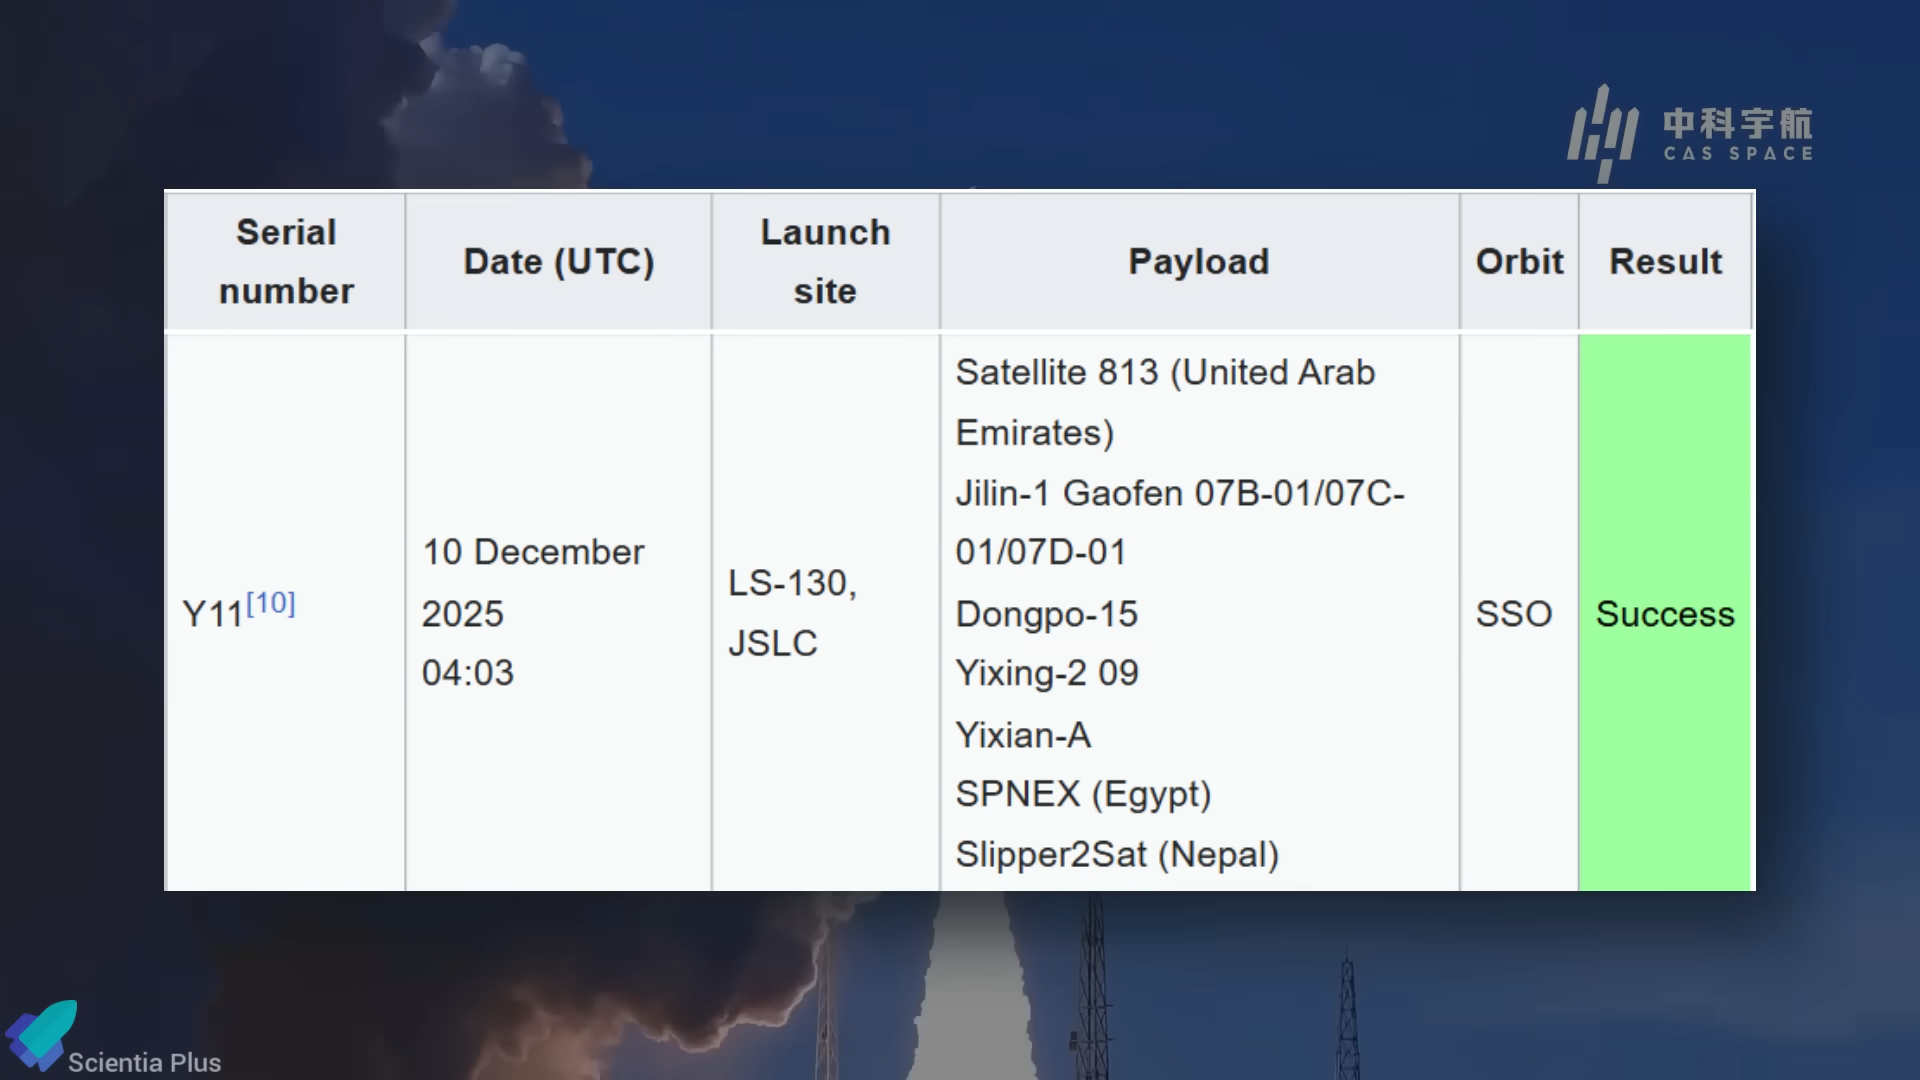 中科宇航
CAS SPACE
Serial
number
Date (UTC)
Launch
site
Payload
Orbit
Result
Y11[10]
10 December
2025
04:03
LS-130,
JSLC
Satellite 813 (United Arab
Emirates)
Jilin-1 Gaofen 07B-01/07C-
01/07D-01
Dongpo-15
Yixing-2 09
Yixian-A
SPNEX (Egypt)
Slipper2Sat (Nepal)
SSO
Success
Scientia Plus